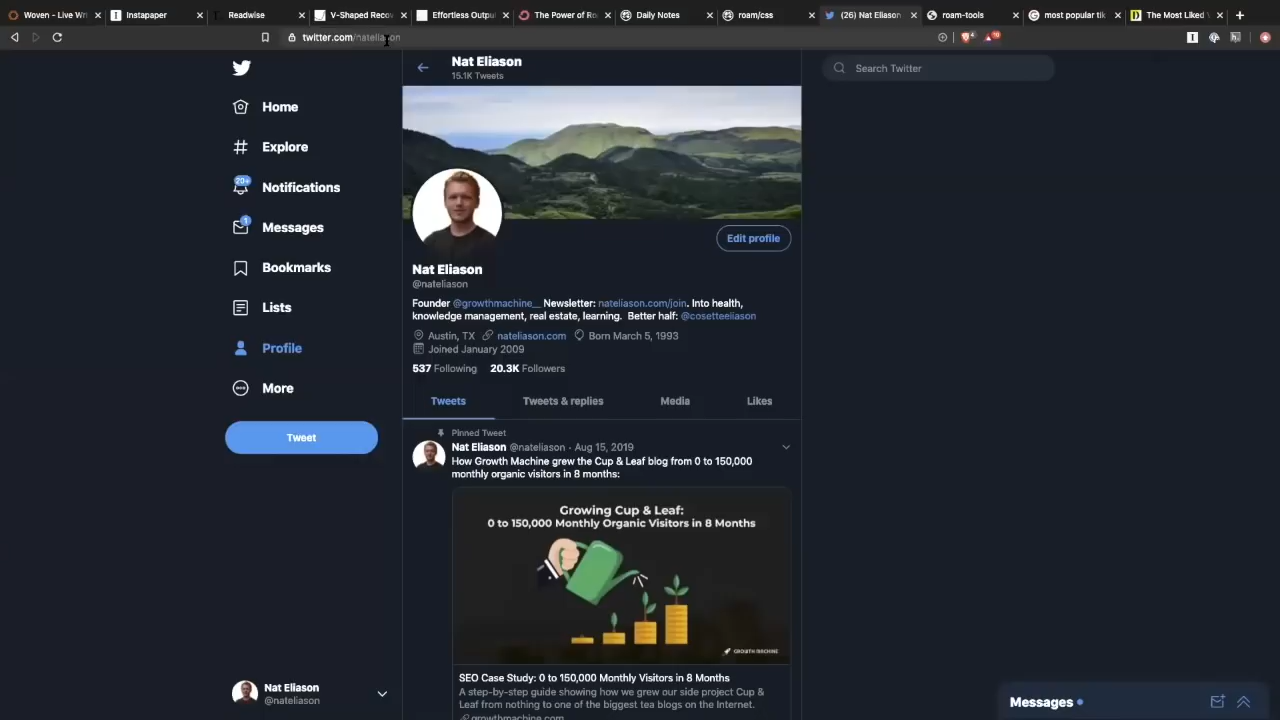 Woven - Live Wri
Instapaper
Readwise
V-Shaped Reco
Effortless Outpu
The Power of Ro
Daily Notes
roam/css
(26) Nat Eliason
roam-tools
most popular tik
The Most Liked
twitter.com/nateliason
Nat Eliason
15.1K Tweets
Search Twitter
Home
Explore
20+
Notifications
1
Messages
Bookmarks
Lists
Profile
More
Tweet
Edit profile
Nat Eliason
@nateliason
Founder @growthmachine__ Newsletter: nateliason.com/join. Into health,
knowledge management, real estate, learning. Better half: @cosetteeliason
Austin, TX nateliason.com Born March 5, 1993
Joined January 2009
537 Following 20.3K Followers
Tweets Tweets & replies Media Likes
Pinned Tweet
Nat Eliason @nateliason · Aug 15, 2019
How Growth Machine grew the Cup & Leaf blog from 0 to 150,000
monthly organic visitors in 8 months:
Growing Cup & Leaf:
0 to 150,000 Monthly Organic Visitors in 8 Months
GROWTH MACHINE
SEO Case Study: 0 to 150,000 Monthly Visitors in 8 Months
A step-by-step guide showing how we grew our side project Cup &
Leaf from nothing to one of the biggest tea blogs on the Internet.
growthmachine.com
Nat Eliason
@nateliason
Messages